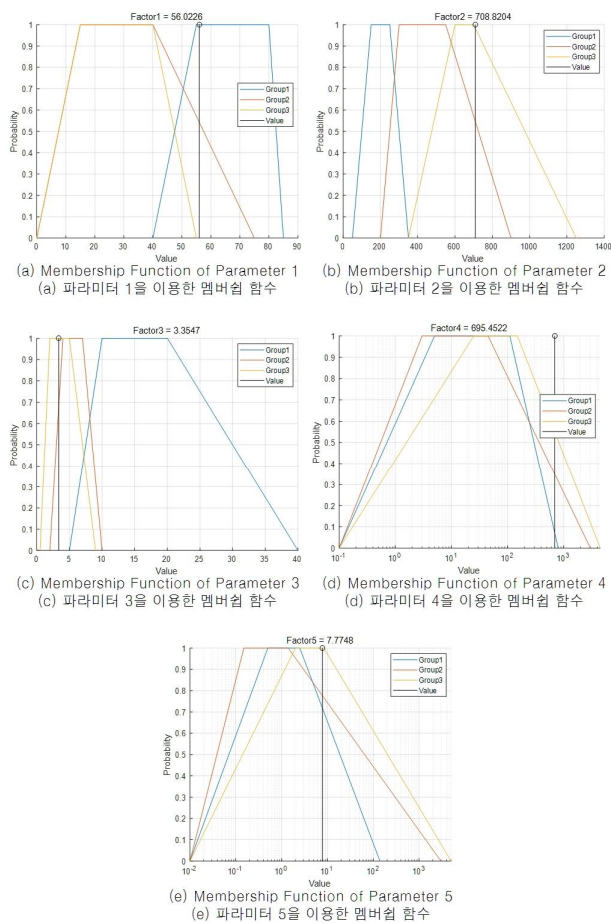 Factor1 = 56.0226
1
0.9
0.8
0.7
0.6
0.5
0.4
0.3
0.2
0.1
0
Probability
Group1
Group2
Group3
Value
0 10 20 30 40 50 60 70 80 90
Value
(a) Membership Function of Parameter 1
(a) 파라미터 1을 이용한 멤버쉽 함수
Factor2 = 708.8204
1
0.9
0.8
0.7
0.6
0.5
0.4
0.3
0.2
0.1
0
Probability
Group1
Group2
Group3
Value
0 200 400 600 800 1000 1200 1400
Value
(b) Membership Function of Parameter 2
(b) 파라미터 2을 이용한 멤버쉽 함수
Factor3 = 3.3547
1
0.9
0.8
0.7
0.6
0.5
0.4
0.3
0.2
0.1
0
Probability
Group1
Group2
Group3
Value
0 5 10 15 20 25 30 35 40
Value
(c) Membership Function of Parameter 3
(c) 파라미터 3을 이용한 멤버쉽 함수
Factor4 = 695.4522
1
0.9
0.8
0.7
0.6
0.5
0.4
0.3
0.2
0.1
0
Probability
Group1
Group2
Group3
Value
10⁻¹ 10⁰ 10¹ 10² 10³
Value
(d) Membership Function of Parameter 4
(d) 파라미터 4을 이용한 멤버쉽 함수
Factor5 = 7.7748
1
0.9
0.8
0.7
0.6
0.5
0.4
0.3
0.2
0.1
0
Probability
Group1
Group2
Group3
Value
10⁻² 10⁻¹ 10⁰ 10¹ 10² 10³
Value
(e) Membership Function of Parameter 5
(e) 파라미터 5을 이용한 멤버쉽 함수